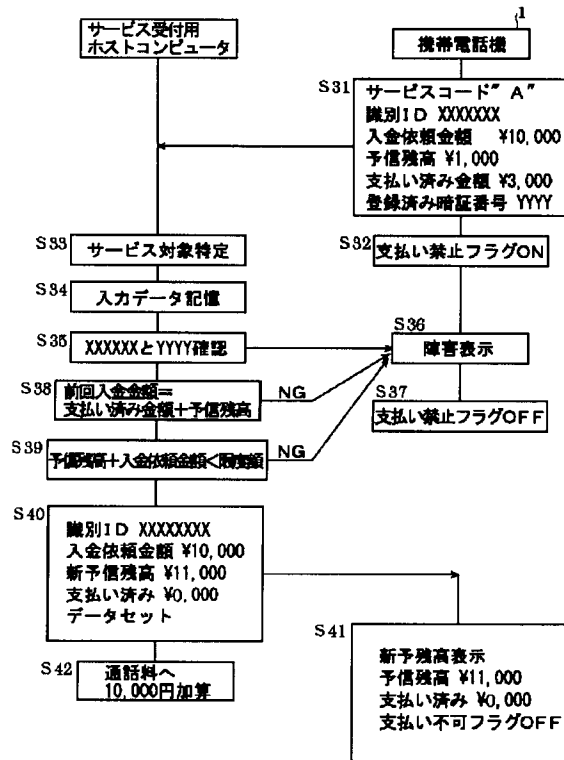 サービス受付用
ホストコンピュータ
1
携帯電話機
S31
サービスコード" A"
識別ID XXXXXXX
入金依頼金額 ¥10,000
予信残高 ¥1,000
支払い済み金額 ¥3,000
登録済み暗証番号 YYYY
S33
サービス対象特定
S32
支払い禁止フラグON
S34
入力データ記憶
S35
XXXXXXとYYYY確認
S36
障害表示
S38
前回入金金額=
支払い済み金額+予信残高
NG
S37
支払い禁止フラグOFF
S39
予信残高+入金依頼金額<限度額
NG
S40
識別ID XXXXXXXX
入金依頼金額 ¥10,000
新予信残高 ¥11,000
支払い済み ¥0,000
データセット
S41
新予残高表示
予信残高 ¥11,000
支払い済み ¥0,000
支払い不可フラグOFF
S42
通話料へ
10,000円加算